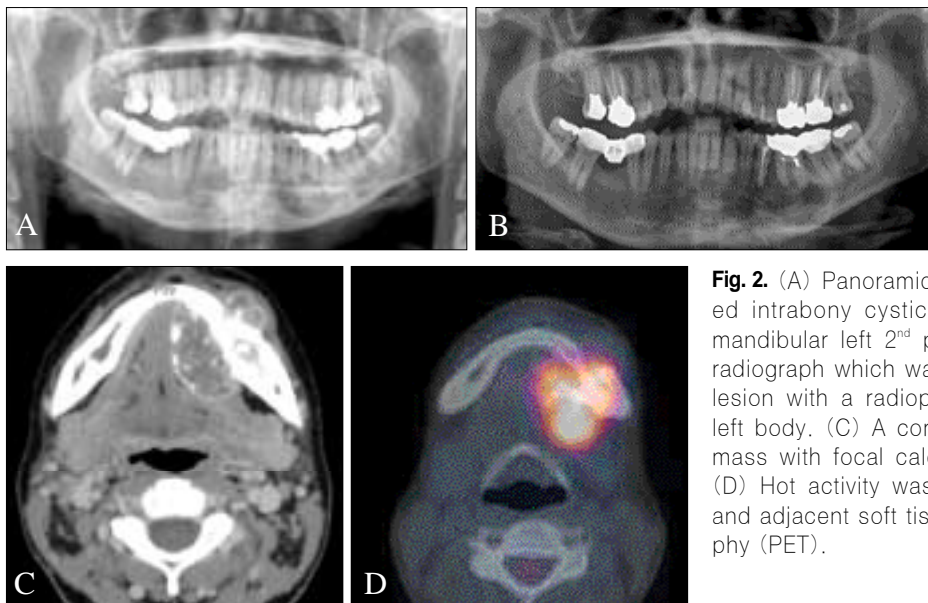 A
B
C
D
Fig. 2. (A) Panoramic
ed intrabony cystic
mandibular left 2nd p
radiograph which wa
lesion with a radiop
left body. (C) A con
mass with focal calc
(D) Hot activity was
and adjacent soft tis
phy (PET).